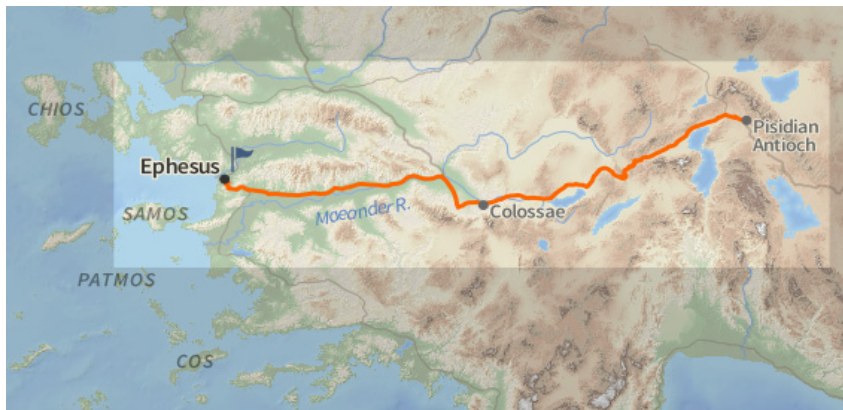 CHIOS
Pisidian
Antioch
Ephesus
SAMOS
Maeander R.
Colossae
PATMOS
COS